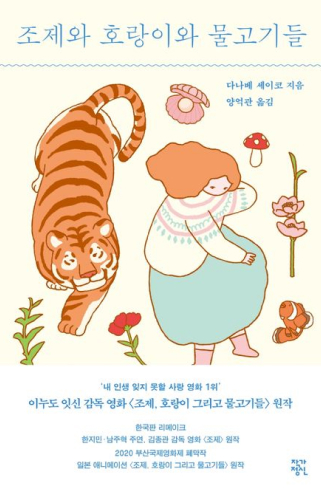 조제와 호랑이와 물고기들
다나베 세이코 지음
양억관 옮김
'내 인생 잊지 못할 사랑 영화 1위'
이누도 잇신 감독 영화 〈조제, 호랑이 그리고 물고기들〉 원작
한국판 리메이크
한지민·남주혁 주연, 김종관 감독 영화 〈조제〉 원작
2020 부산국제영화제 폐막작
일본 애니메이션 〈조제, 호랑이 그리고 물고기들〉 원작
작가
정신